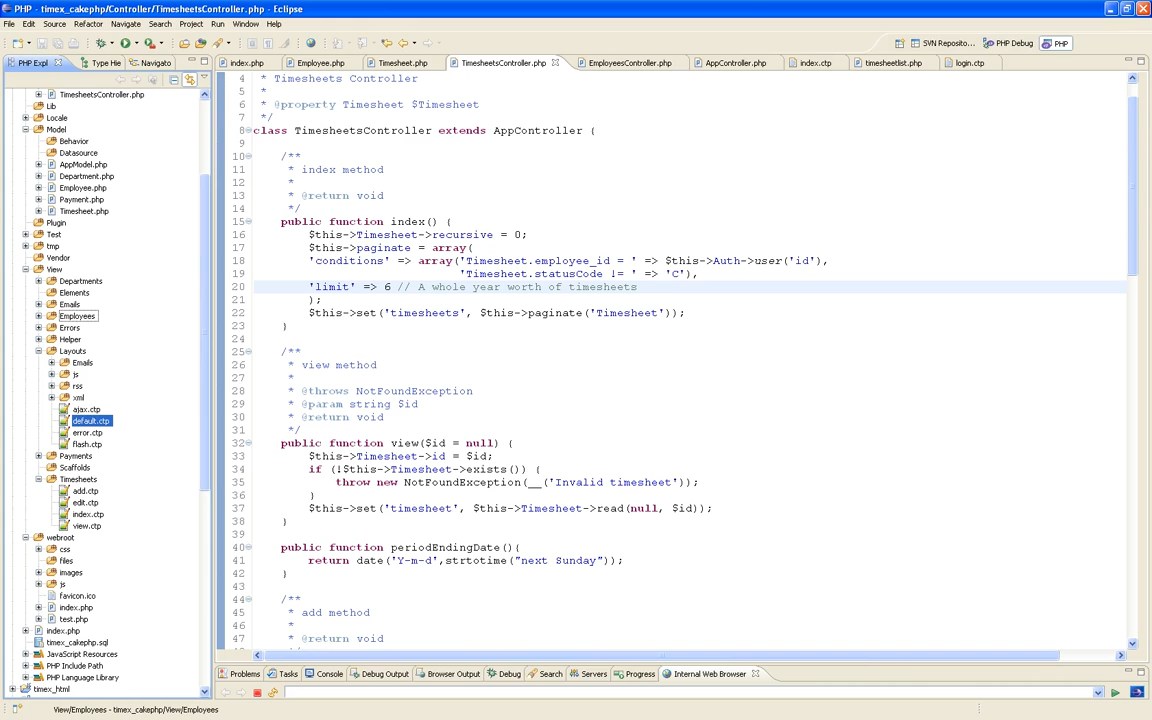 PHP - timex_cakephp/Controller/TimesheetsController.php - Eclipse
File Edit Source Refactor Navigate Search Project Run Window Help
SVN Reposito... PHP Debug PHP
PHP Expl Type Hie Navigato
index.php Employee.php Timesheet.php TimesheetsController.php EmployeesController.php AppController.php index.ctp timesheetlist.php login.ctp
TimesheetsController.php
Lib
Locale
Model
Behavior
Datasource
AppModel.php
Department.php
Employee.php
Payment.php
Timesheet.php
Plugin
Test
tmp
Vendor
View
Departments
Elements
Emails
Employees
Errors
Helper
Layouts
Emails
js
rss
xml
ajax.ctp
default.ctp
error.ctp
flash.ctp
Payments
Scaffolds
Timesheets
add.ctp
edit.ctp
index.ctp
view.ctp
webroot
css
files
images
js
favicon.ico
index.php
test.php
index.php
timex_cakephp.sql
JavaScript Resources
PHP Include Path
PHP Language Library
timex_html
4 * Timesheets Controller
5 *
6 * @property Timesheet $Timesheet
7 */
8 class TimesheetsController extends AppController {
9
10 /**
11 * index method
12 *
13 * @return void
14 */
15 public function index() {
16 $this->Timesheet->recursive = 0;
17 $this->paginate = array(
18 'conditions' => array('Timesheet.employee_id = ' => $this->Auth->user('id'),
19 'Timesheet.statusCode != ' => 'C'),
20 'limit' => 6 // A whole year worth of timesheets
21 );
22 $this->set('timesheets', $this->paginate('Timesheet'));
23 }
24
25 /**
26 * view method
27 *
28 * @throws NotFoundException
29 * @param string $id
30 * @return void
31 */
32 public function view($id = null) {
33 $this->Timesheet->id = $id;
34 if (!$this->Timesheet->exists()) {
35 throw new NotFoundException(__('Invalid timesheet'));
36 }
37 $this->set('timesheet', $this->Timesheet->read(null, $id));
38 }
39
40 public function periodEndingDate(){
41 return date('Y-m-d',strtotime("next Sunday"));
42 }
43
44 /**
45 * add method
46 *
47 * @return void
Problems Tasks Console Debug Output Browser Output Debug Search Servers Progress Internal Web Browser
View/Employees - timex_cakephp/View/Employees